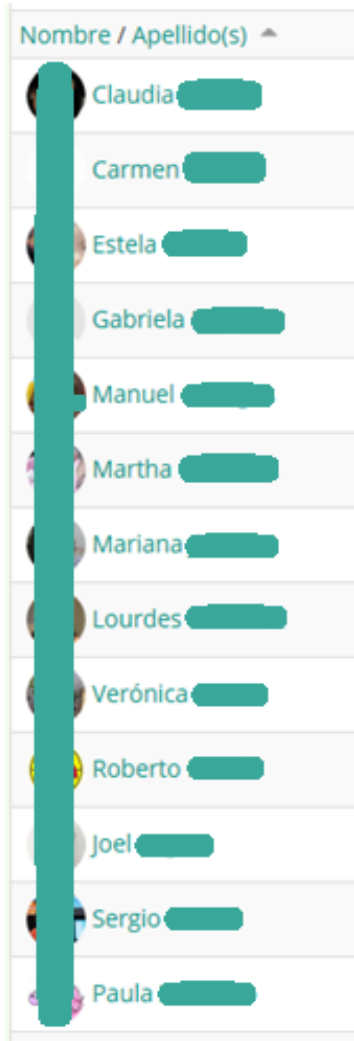 Nombre / Apellido(s)
Claudia
Carmen
Estela
Gabriela
Manuel
Martha
Mariana
Lourdes
Verónica
Roberto
Joel
Sergio
Paula